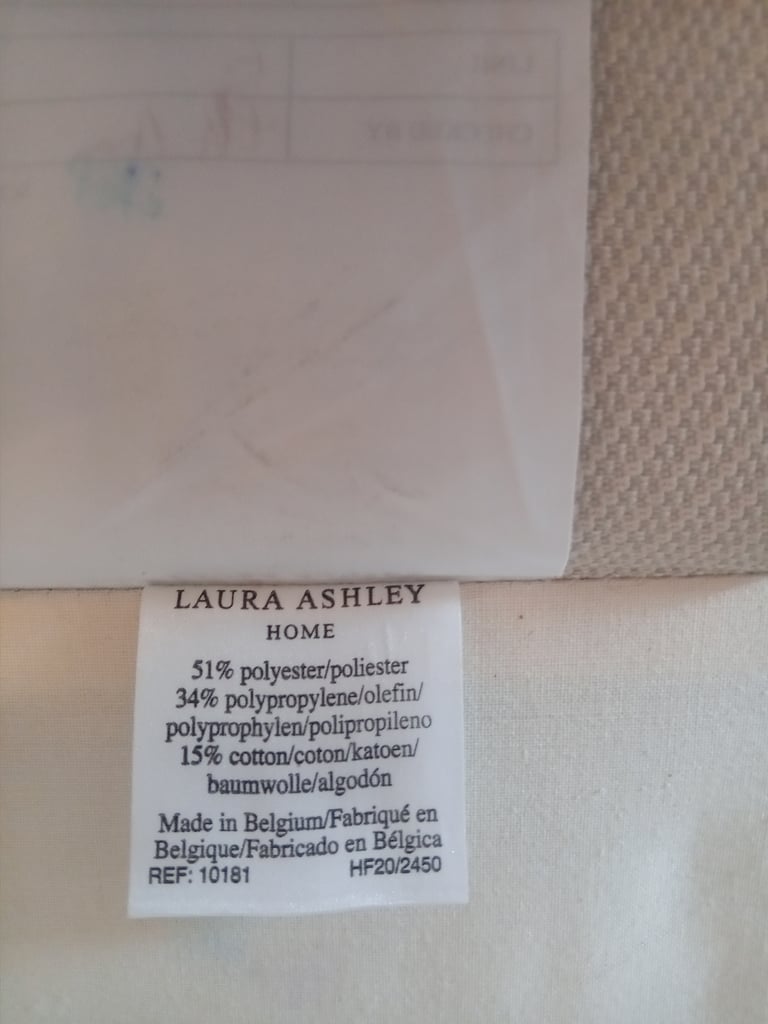 LAURA ASHLEY
HOME
51% polyester/poliester
34% polypropylene/olefin/
polyprophylen/polipropileno
15% cotton/coton/katoen/
baumwolle/algodón
Made in Belgium/Fabriqué en
Belgique/Fabricado en Bélgica
REF: 10181 HF20/2450